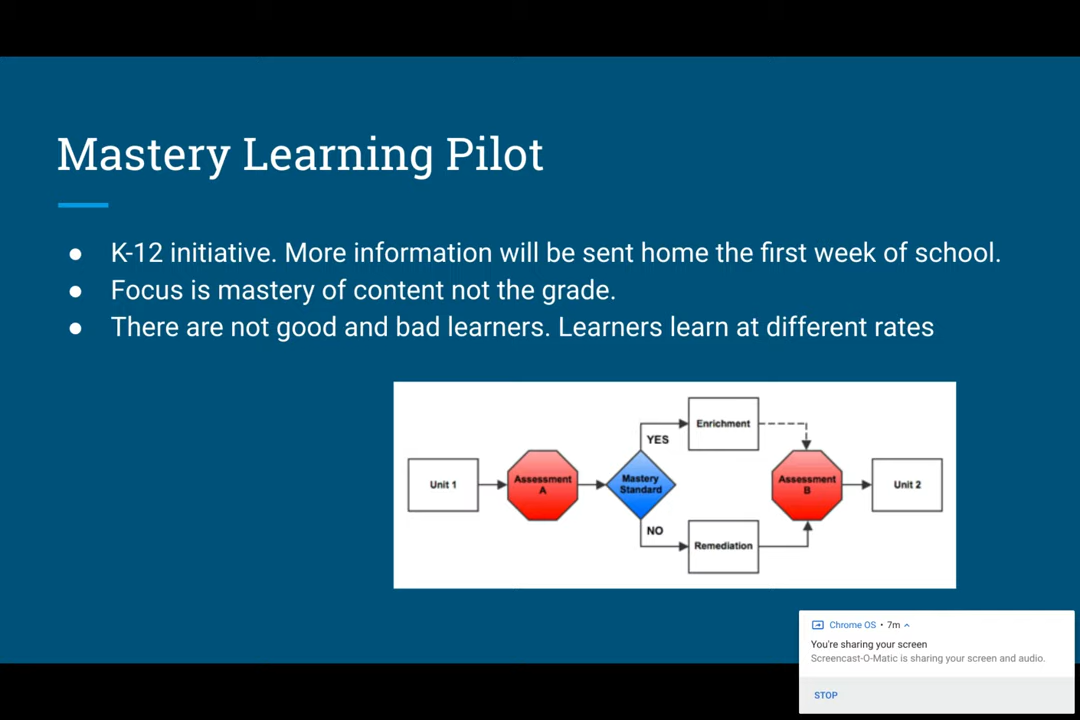 Mastery Learning Pilot
● K-12 initiative. More information will be sent home the first week of school.
● Focus is mastery of content not the grade.
● There are not good and bad learners. Learners learn at different rates
Enrichment
YES
Unit 1
Assessment
A
Mastery
Standard
Assessment
B
Unit 2
NO
Remediation
Chrome OS • 7m
You're sharing your screen
Screencast-O-Matic is sharing your screen and audio.
STOP